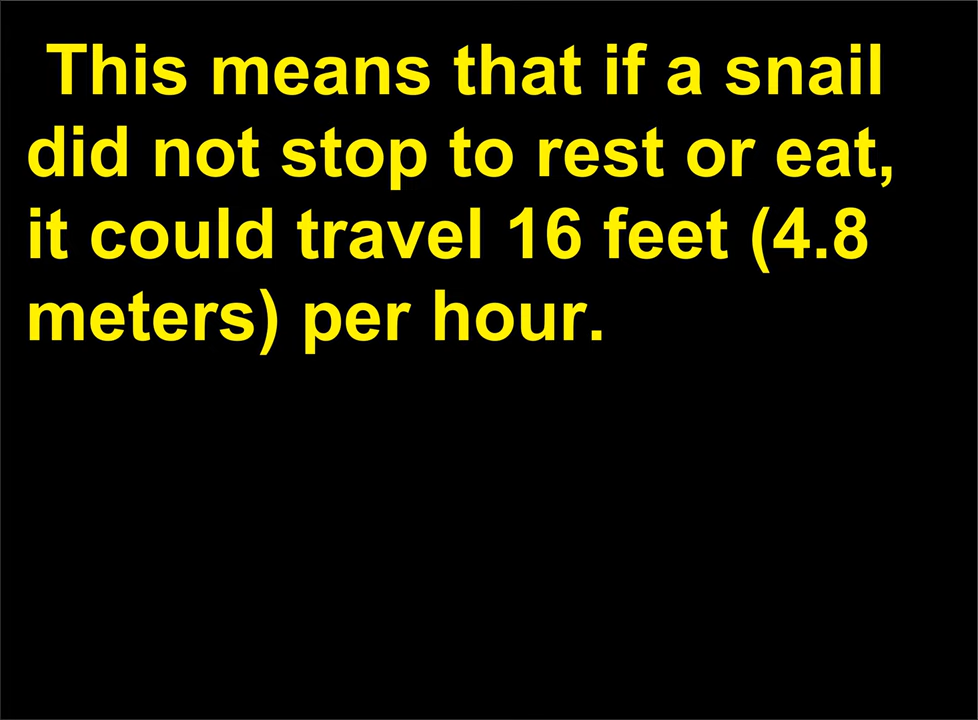 This means that if a snail
did not stop to rest or eat,
it could travel 16 feet (4.8
meters) per hour.